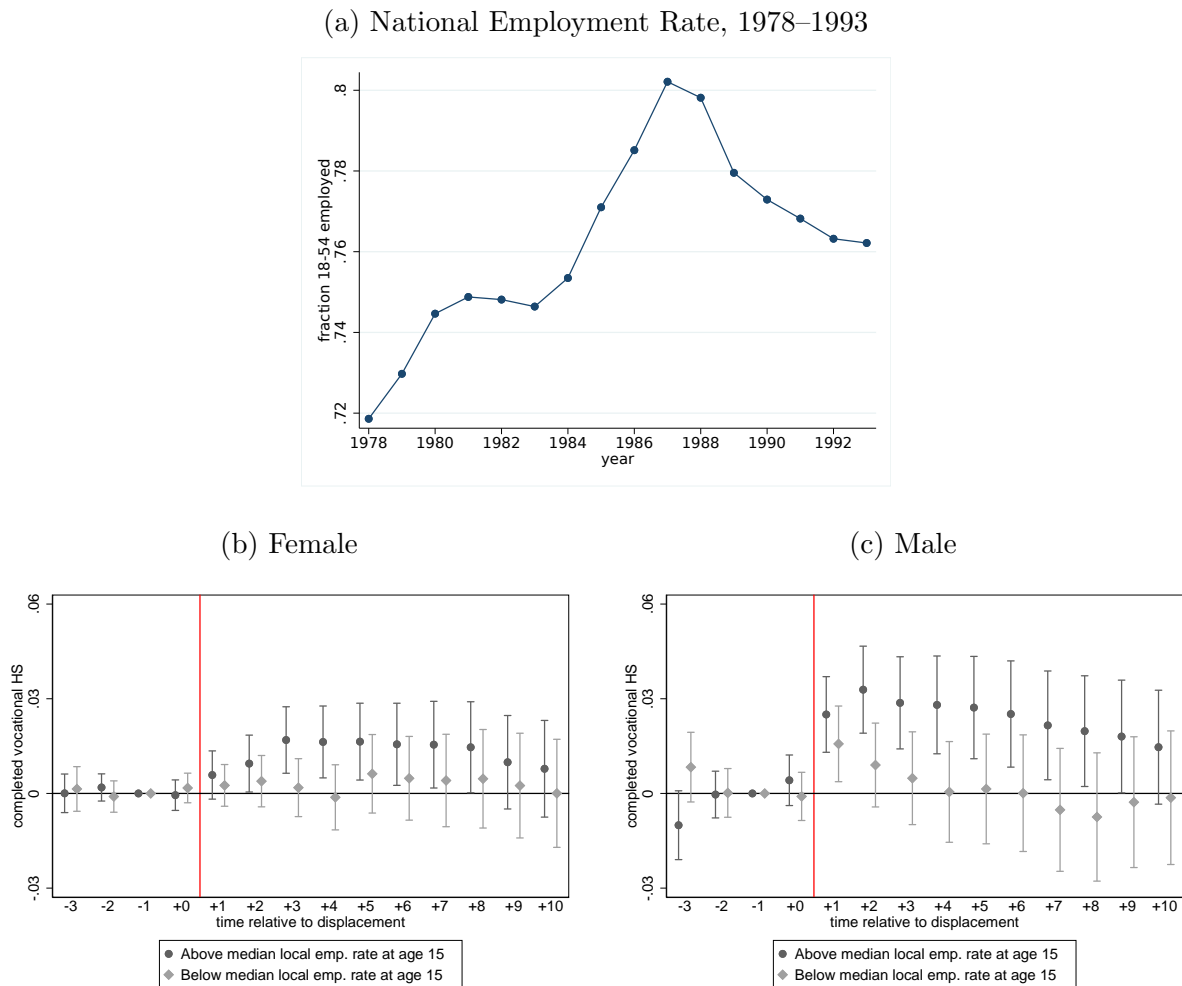 (a) National Employment Rate, 1978–1993
fraction 18-54 employed
.8
.78
.76
.74
.72
1978 1980 1982 1984 1986 1988 1990 1992
year
(b) Female
completed vocational HS
.06
.03
0
-.03
-3 -2 -1 +0 +1 +2 +3 +4 +5 +6 +7 +8 +9 +10
time relative to displacement
Above median local emp. rate at age 15
Below median local emp. rate at age 15
(c) Male
completed vocational HS
.06
.03
0
-.03
-3 -2 -1 +0 +1 +2 +3 +4 +5 +6 +7 +8 +9 +10
time relative to displacement
Above median local emp. rate at age 15
Below median local emp. rate at age 15